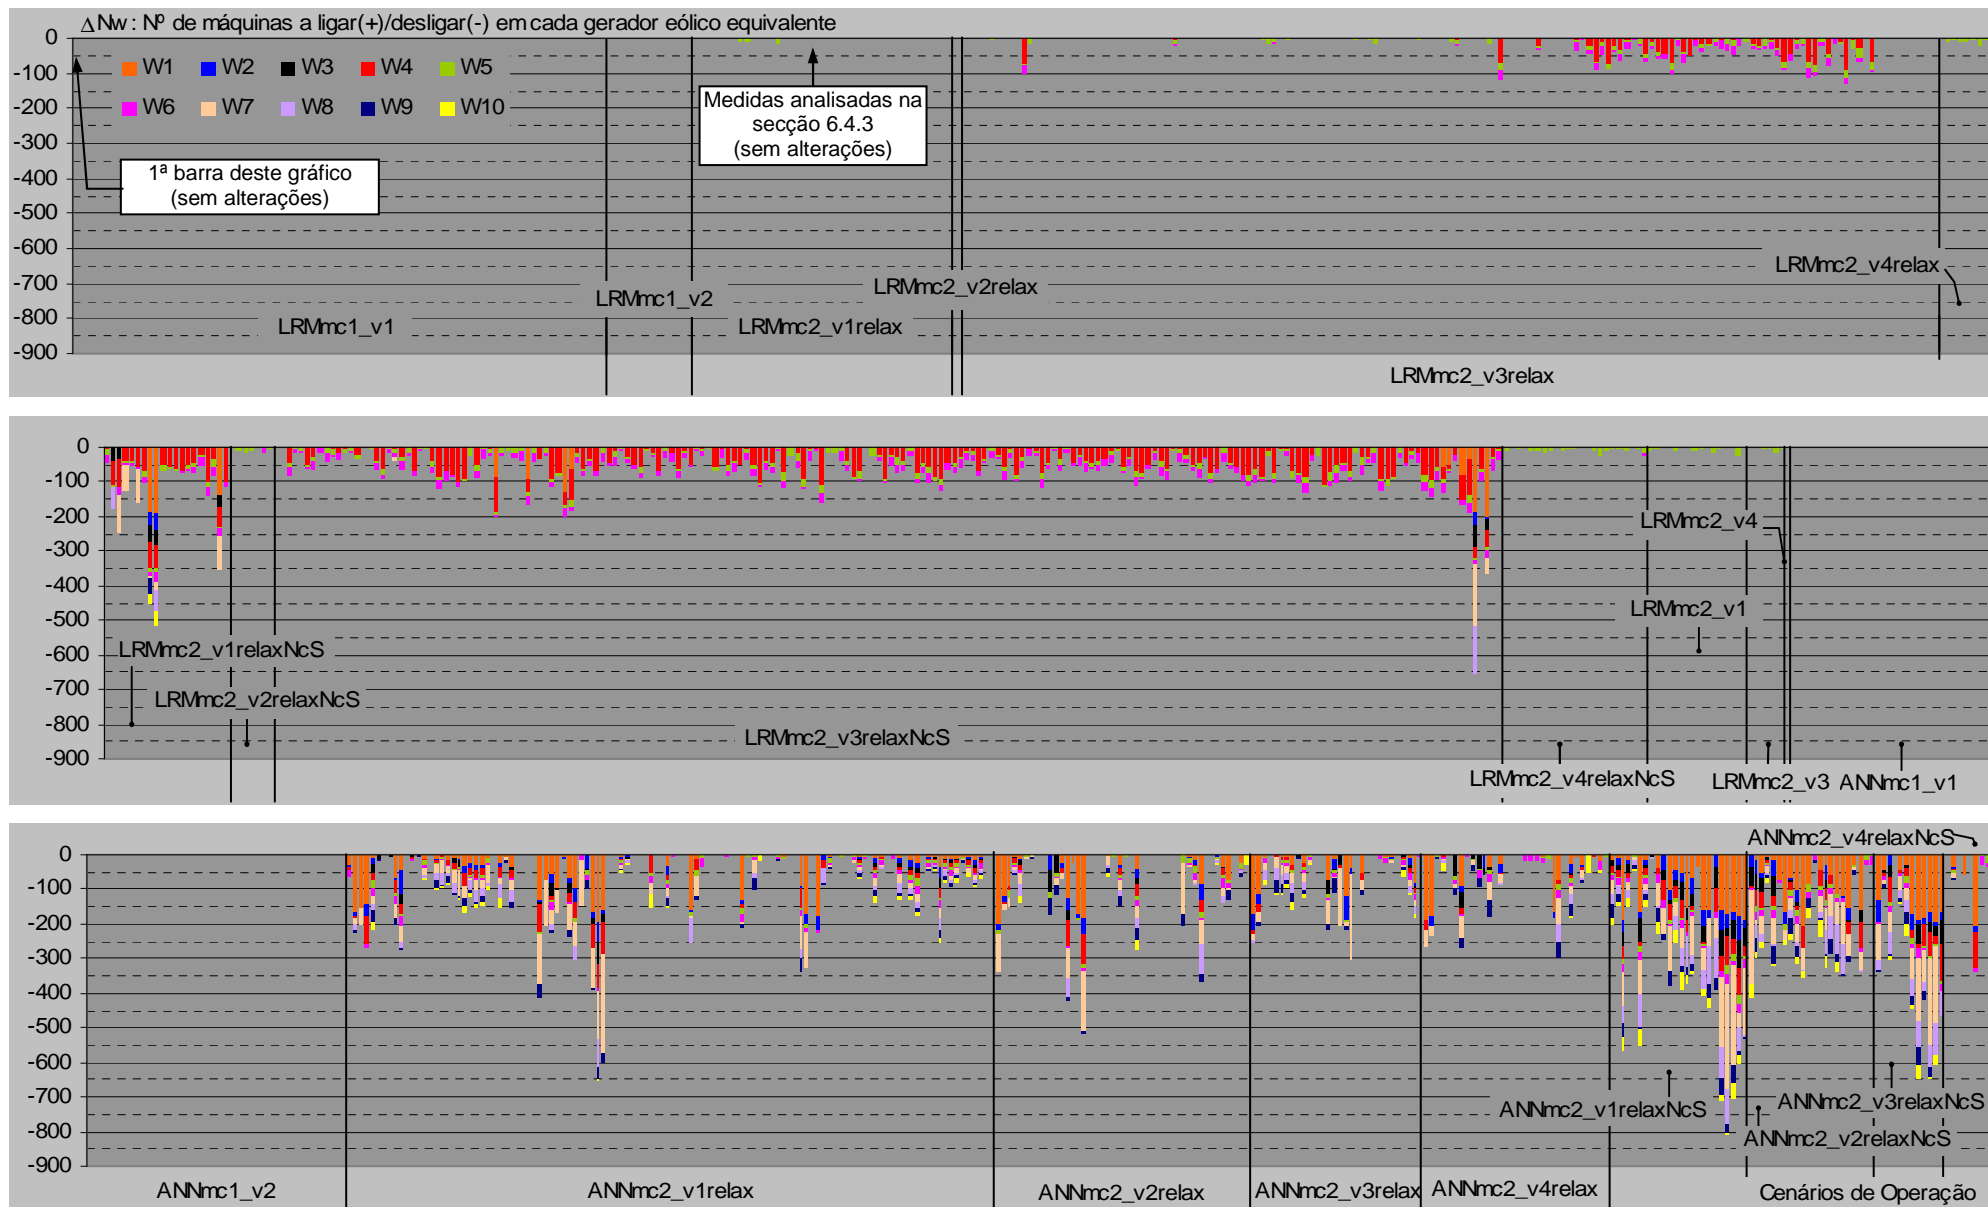 ΔNw : Nº de máquinas a ligar(+)/desligar(-) em cada gerador eólico equivalente
0
-100
-200
-300
-400
-500
-600
-700
-800
-900
W1 W2 W3 W4 W5
W6 W7 W8 W9 W10
Medidas analisadas na
secção 6.4.3
(sem alterações)
1ª barra deste gráfico
(sem alterações)
LRMmc1_v1
LRMmc1_v2
LRMmc2_v1relax
LRMmc2_v2relax
LRMmc2_v3relax
LRMmc2_v4relax
0
-100
-200
-300
-400
-500
-600
-700
-800
-900
LRMmc2_v1relaxNcS
LRMmc2_v2relaxNcS
LRMmc2_v3relaxNcS
LRMmc2_v4relaxNcS
LRMmc2_v1
LRMmc2_v3
LRMmc2_v4
ANNmc1_v1
0
-100
-200
-300
-400
-500
-600
-700
-800
-900
ANNmc1_v2
ANNmc2_v1relax
ANNmc2_v2relax
ANNmc2_v3relax
ANNmc2_v4relax
ANNmc2_v1relaxNcS
ANNmc2_v2relaxNcS
ANNmc2_v3relaxNcS
ANNmc2_v4relaxNcS
Cenários de Operação